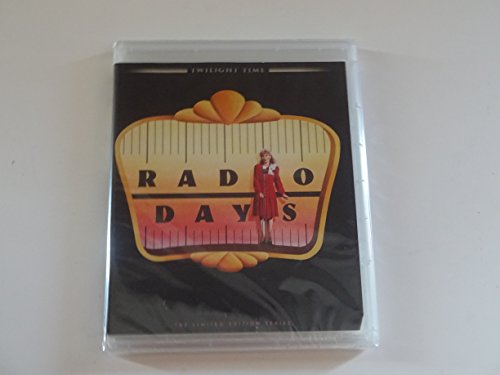 TWILIGHT TIME
RADIO
DAYS
THE LIMITED EDITION SERIES